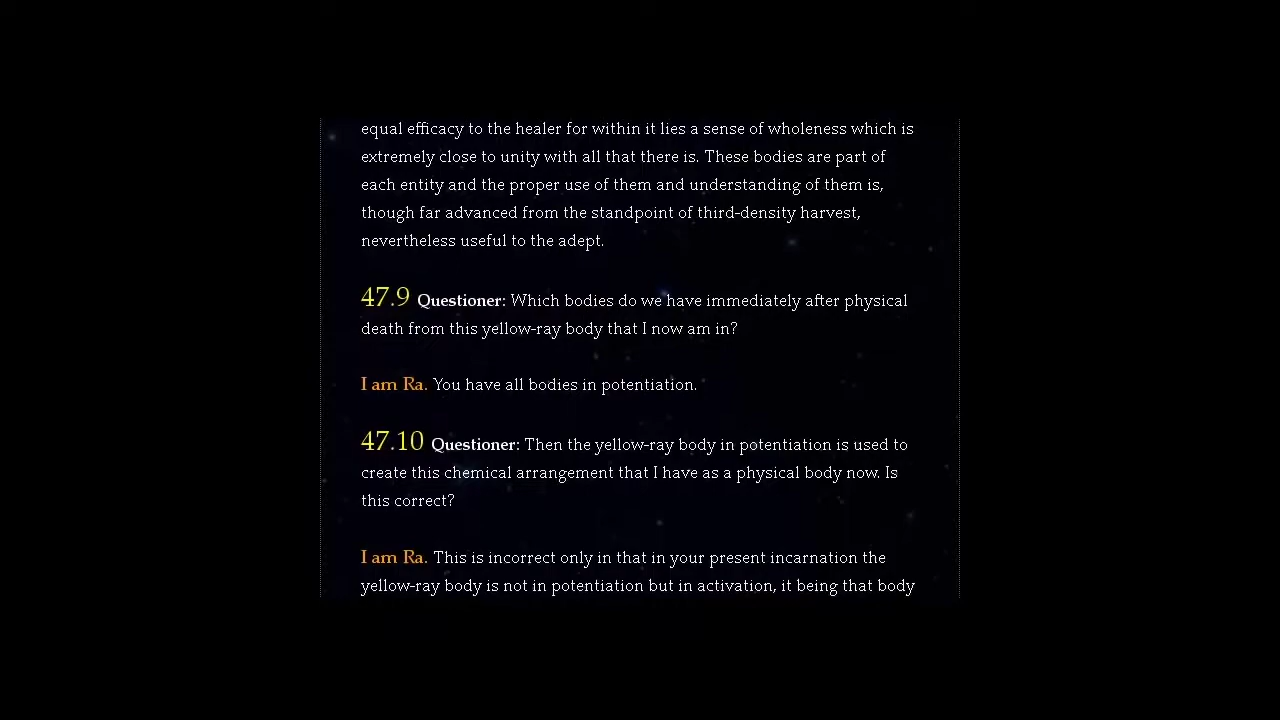 equal efficacy to the healer for within it lies a sense of wholeness which is
extremely close to unity with all that there is. These bodies are part of
each entity and the proper use of them and understanding of them is,
though far advanced from the standpoint of third-density harvest,
nevertheless useful to the adept.
47.9 Questioner: Which bodies do we have immediately after physical
death from this yellow-ray body that I now am in?
I am Ra. You have all bodies in potentiation.
47.10 Questioner: Then the yellow-ray body in potentiation is used to
create this chemical arrangement that I have as a physical body now. Is
this correct?
I am Ra. This is incorrect only in that in your present incarnation the
yellow-ray body is not in potentiation but in activation, it being that body